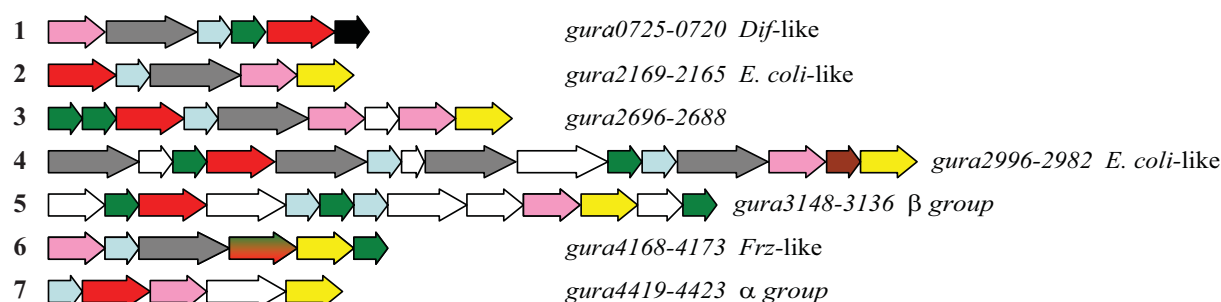 1 gura0725-0720 Dif-like
2 gura2169-2165 E. coli-like
3 gura2696-2688
4 gura2996-2982 E. coli-like
5 gura3148-3136 β group
6 gura4168-4173 Frz-like
7 gura4419-4423 α group